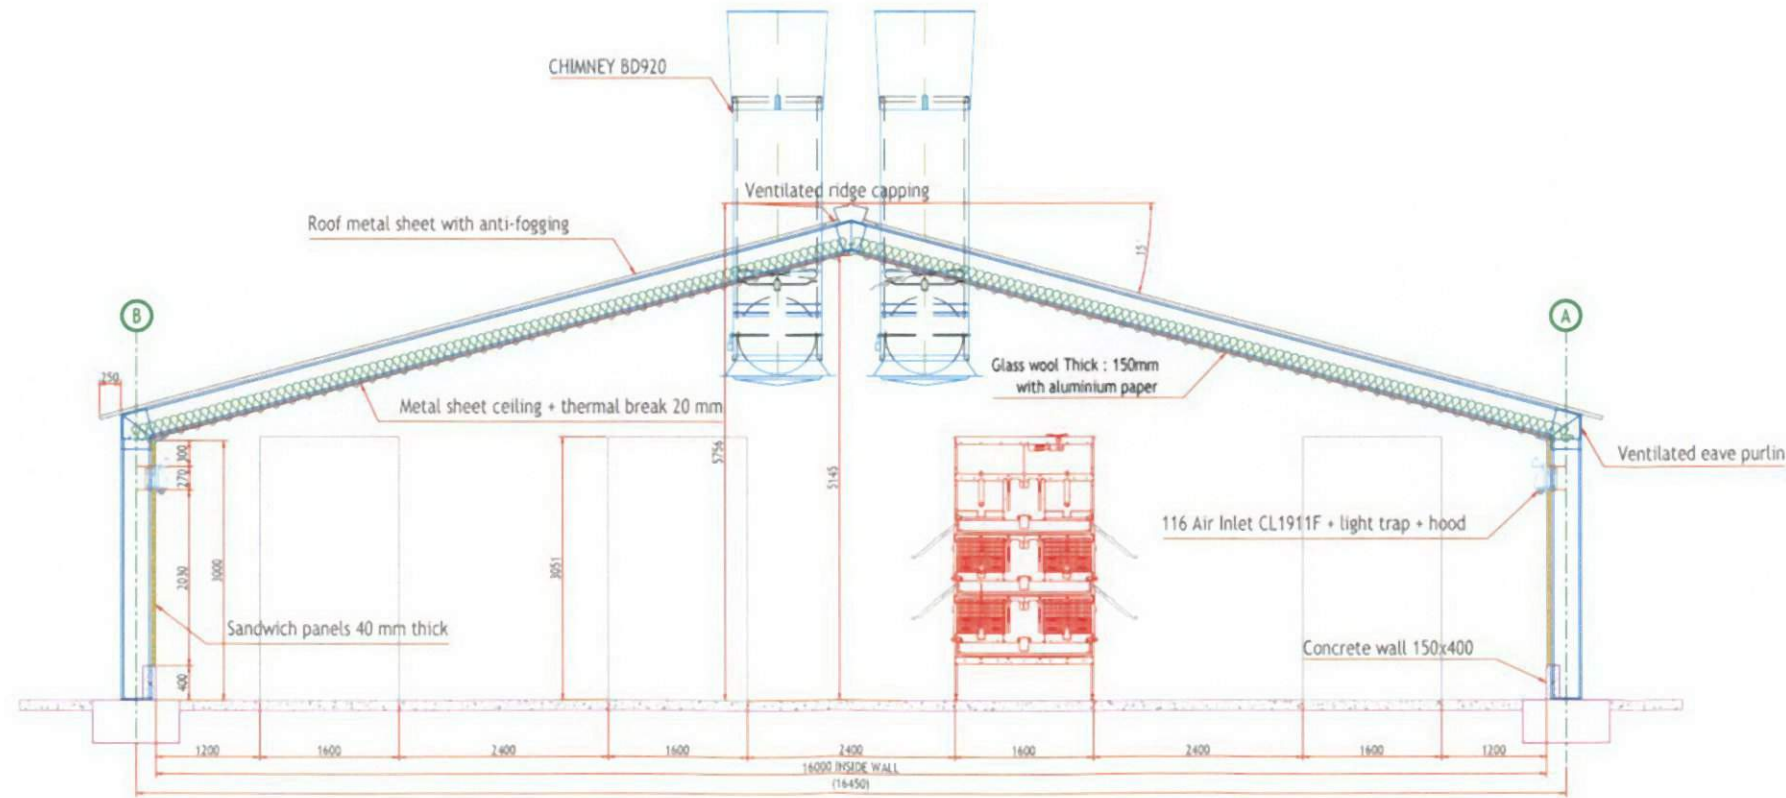 CHIMNEY BD920
Ventilated ridge capping
Roof metal sheet with anti-fogging
15°
B
A
250
Glass wool Thick : 150mm
with aluminium paper
Metal sheet ceiling + thermal break 20 mm
Ventilated eave purlin
300
270
5756
5145
116 Air Inlet CL1911F + light trap + hood
2030
3000
3051
Sandwich panels 40 mm thick
Concrete wall 150x400
400
1200
1600
2400
1600
2400
1600
2400
1600
1200
16000 INSIDE WALL
(16450)